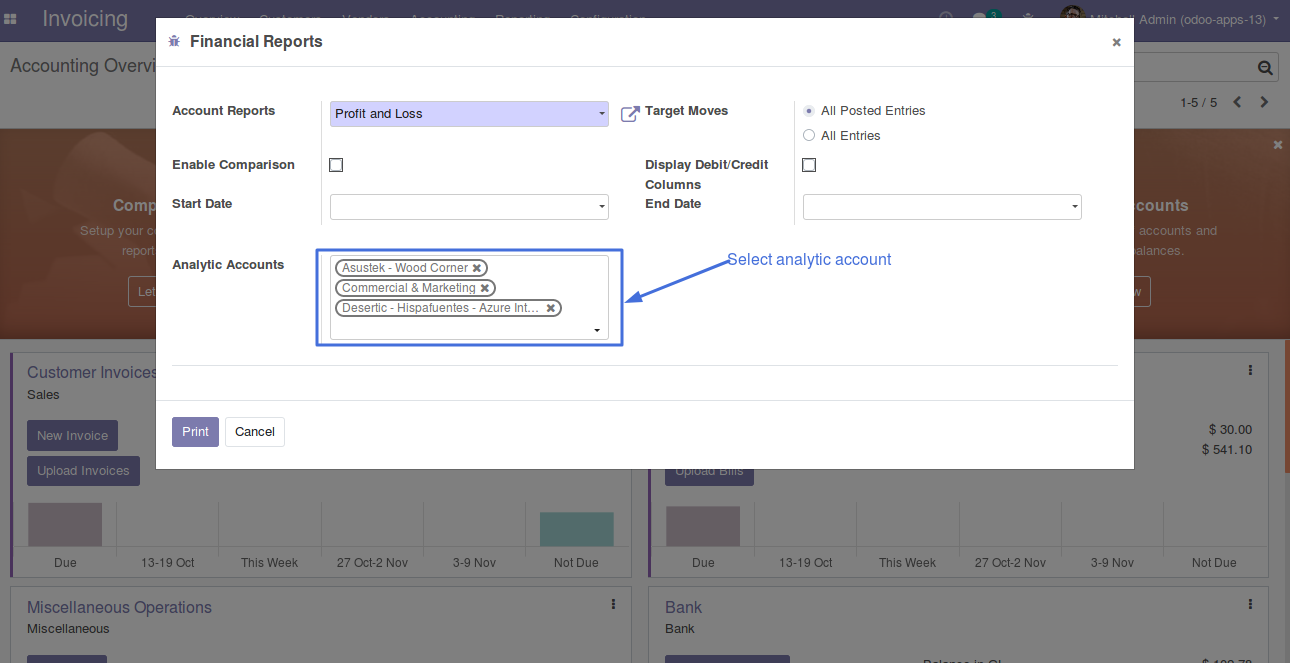 Invoicing
Mitchell Admin (odoo-apps-13)
3
Financial Reports
Accounting
1-5 / 5
Account Reports
Profit and Loss
Target Moves
All Posted Entries
All Entries
Enable Comparison
Display Debit/Credit
Columns
Start Date
End Date
Analytic Accounts
Asustek - Wood Corner
Commercial & Marketing
Desertic - Hispafuentes - Azure Int...
Select analytic account
Setup your
report
accounts and
Print
Cancel
Customer Invoices
Sales
New Invoice
Upload Invoices
Due
13-19 Oct
This Week
27 Oct-2 Nov
3-9 Nov
Not Due
$ 30.00
$ 541.10
Upload Bills
Due
13-19 Oct
This Week
27 Oct-2 Nov
3-9 Nov
Not Due
Miscellaneous Operations
Miscellaneous
Bank
Bank